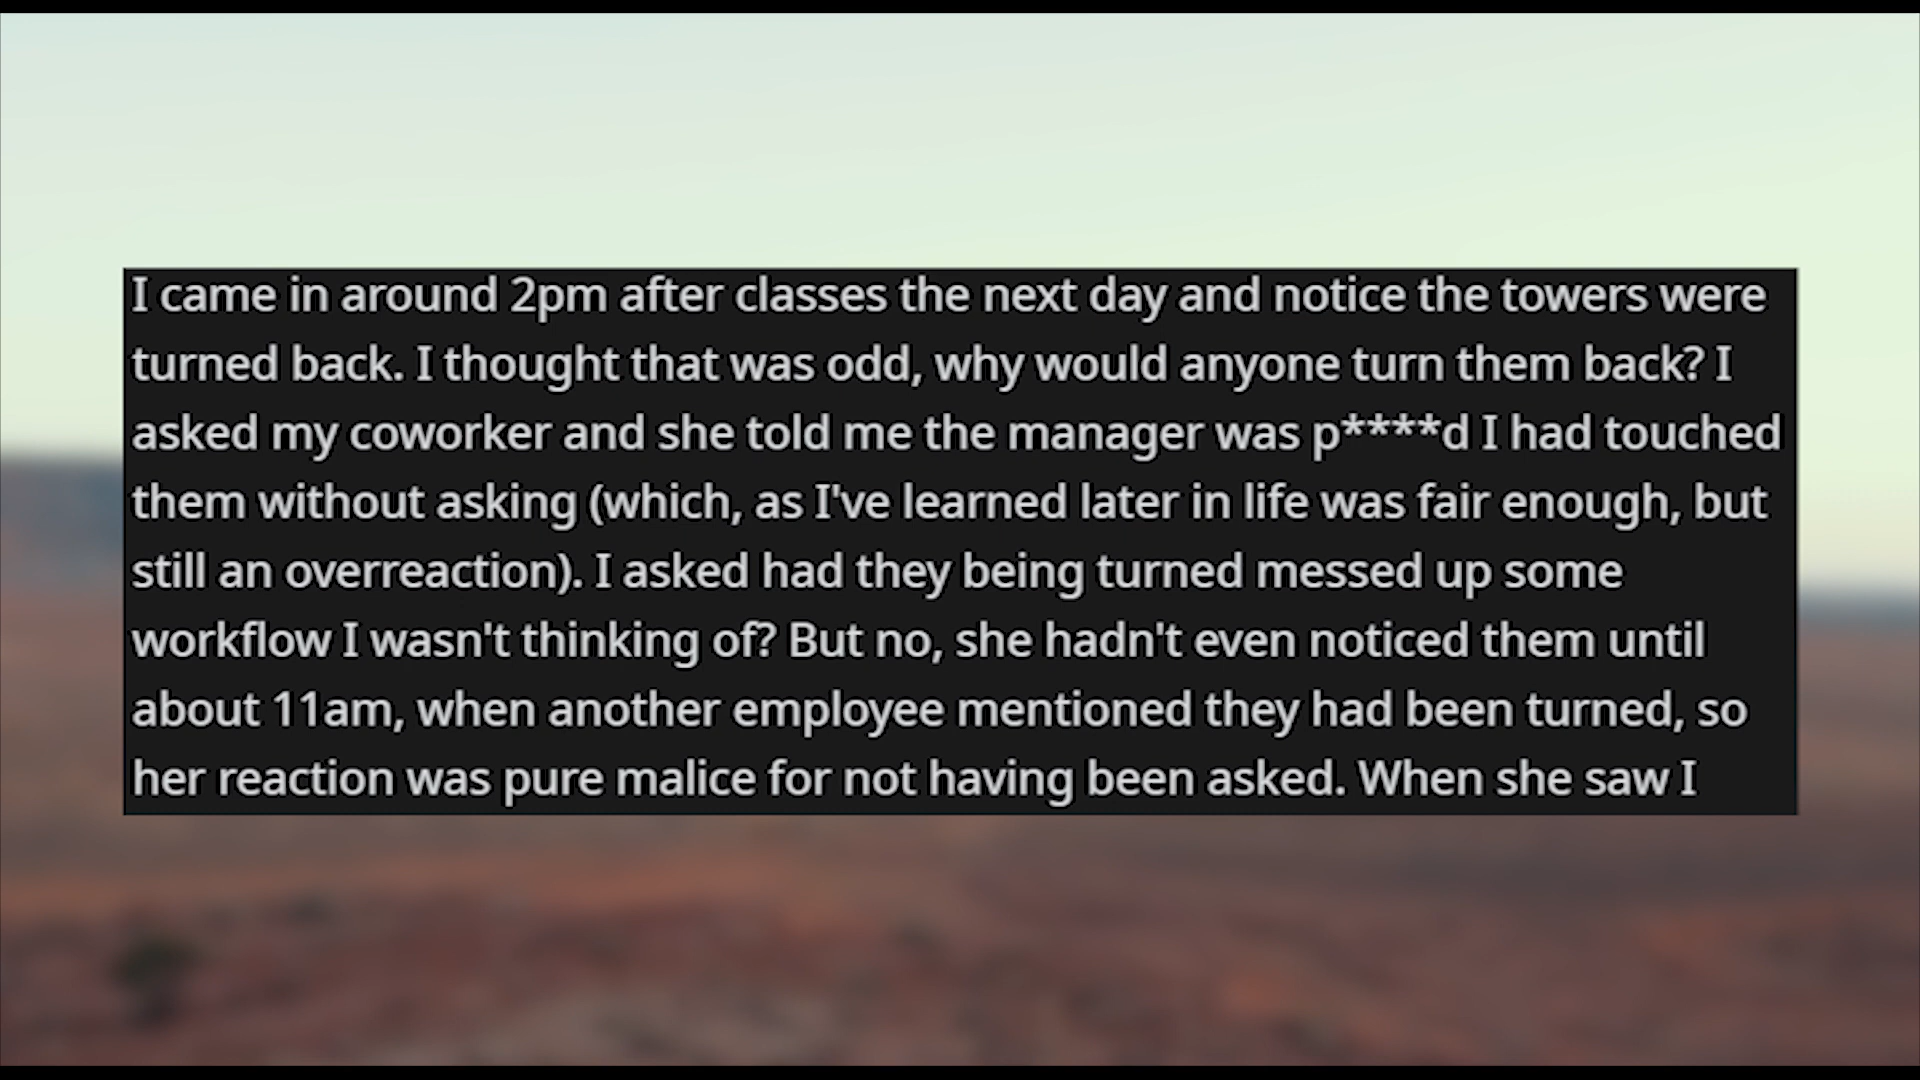 I came in around 2pm after classes the next day and notice the towers were
turned back. I thought that was odd, why would anyone turn them back? I
asked my coworker and she told me the manager was p****d I had touched
them without asking (which, as I've learned later in life was fair enough, but
still an overreaction). I asked had they being turned messed up some
workflow I wasn't thinking of? But no, she hadn't even noticed them until
about 11am, when another employee mentioned they had been turned, so
her reaction was pure malice for not having been asked. When she saw I